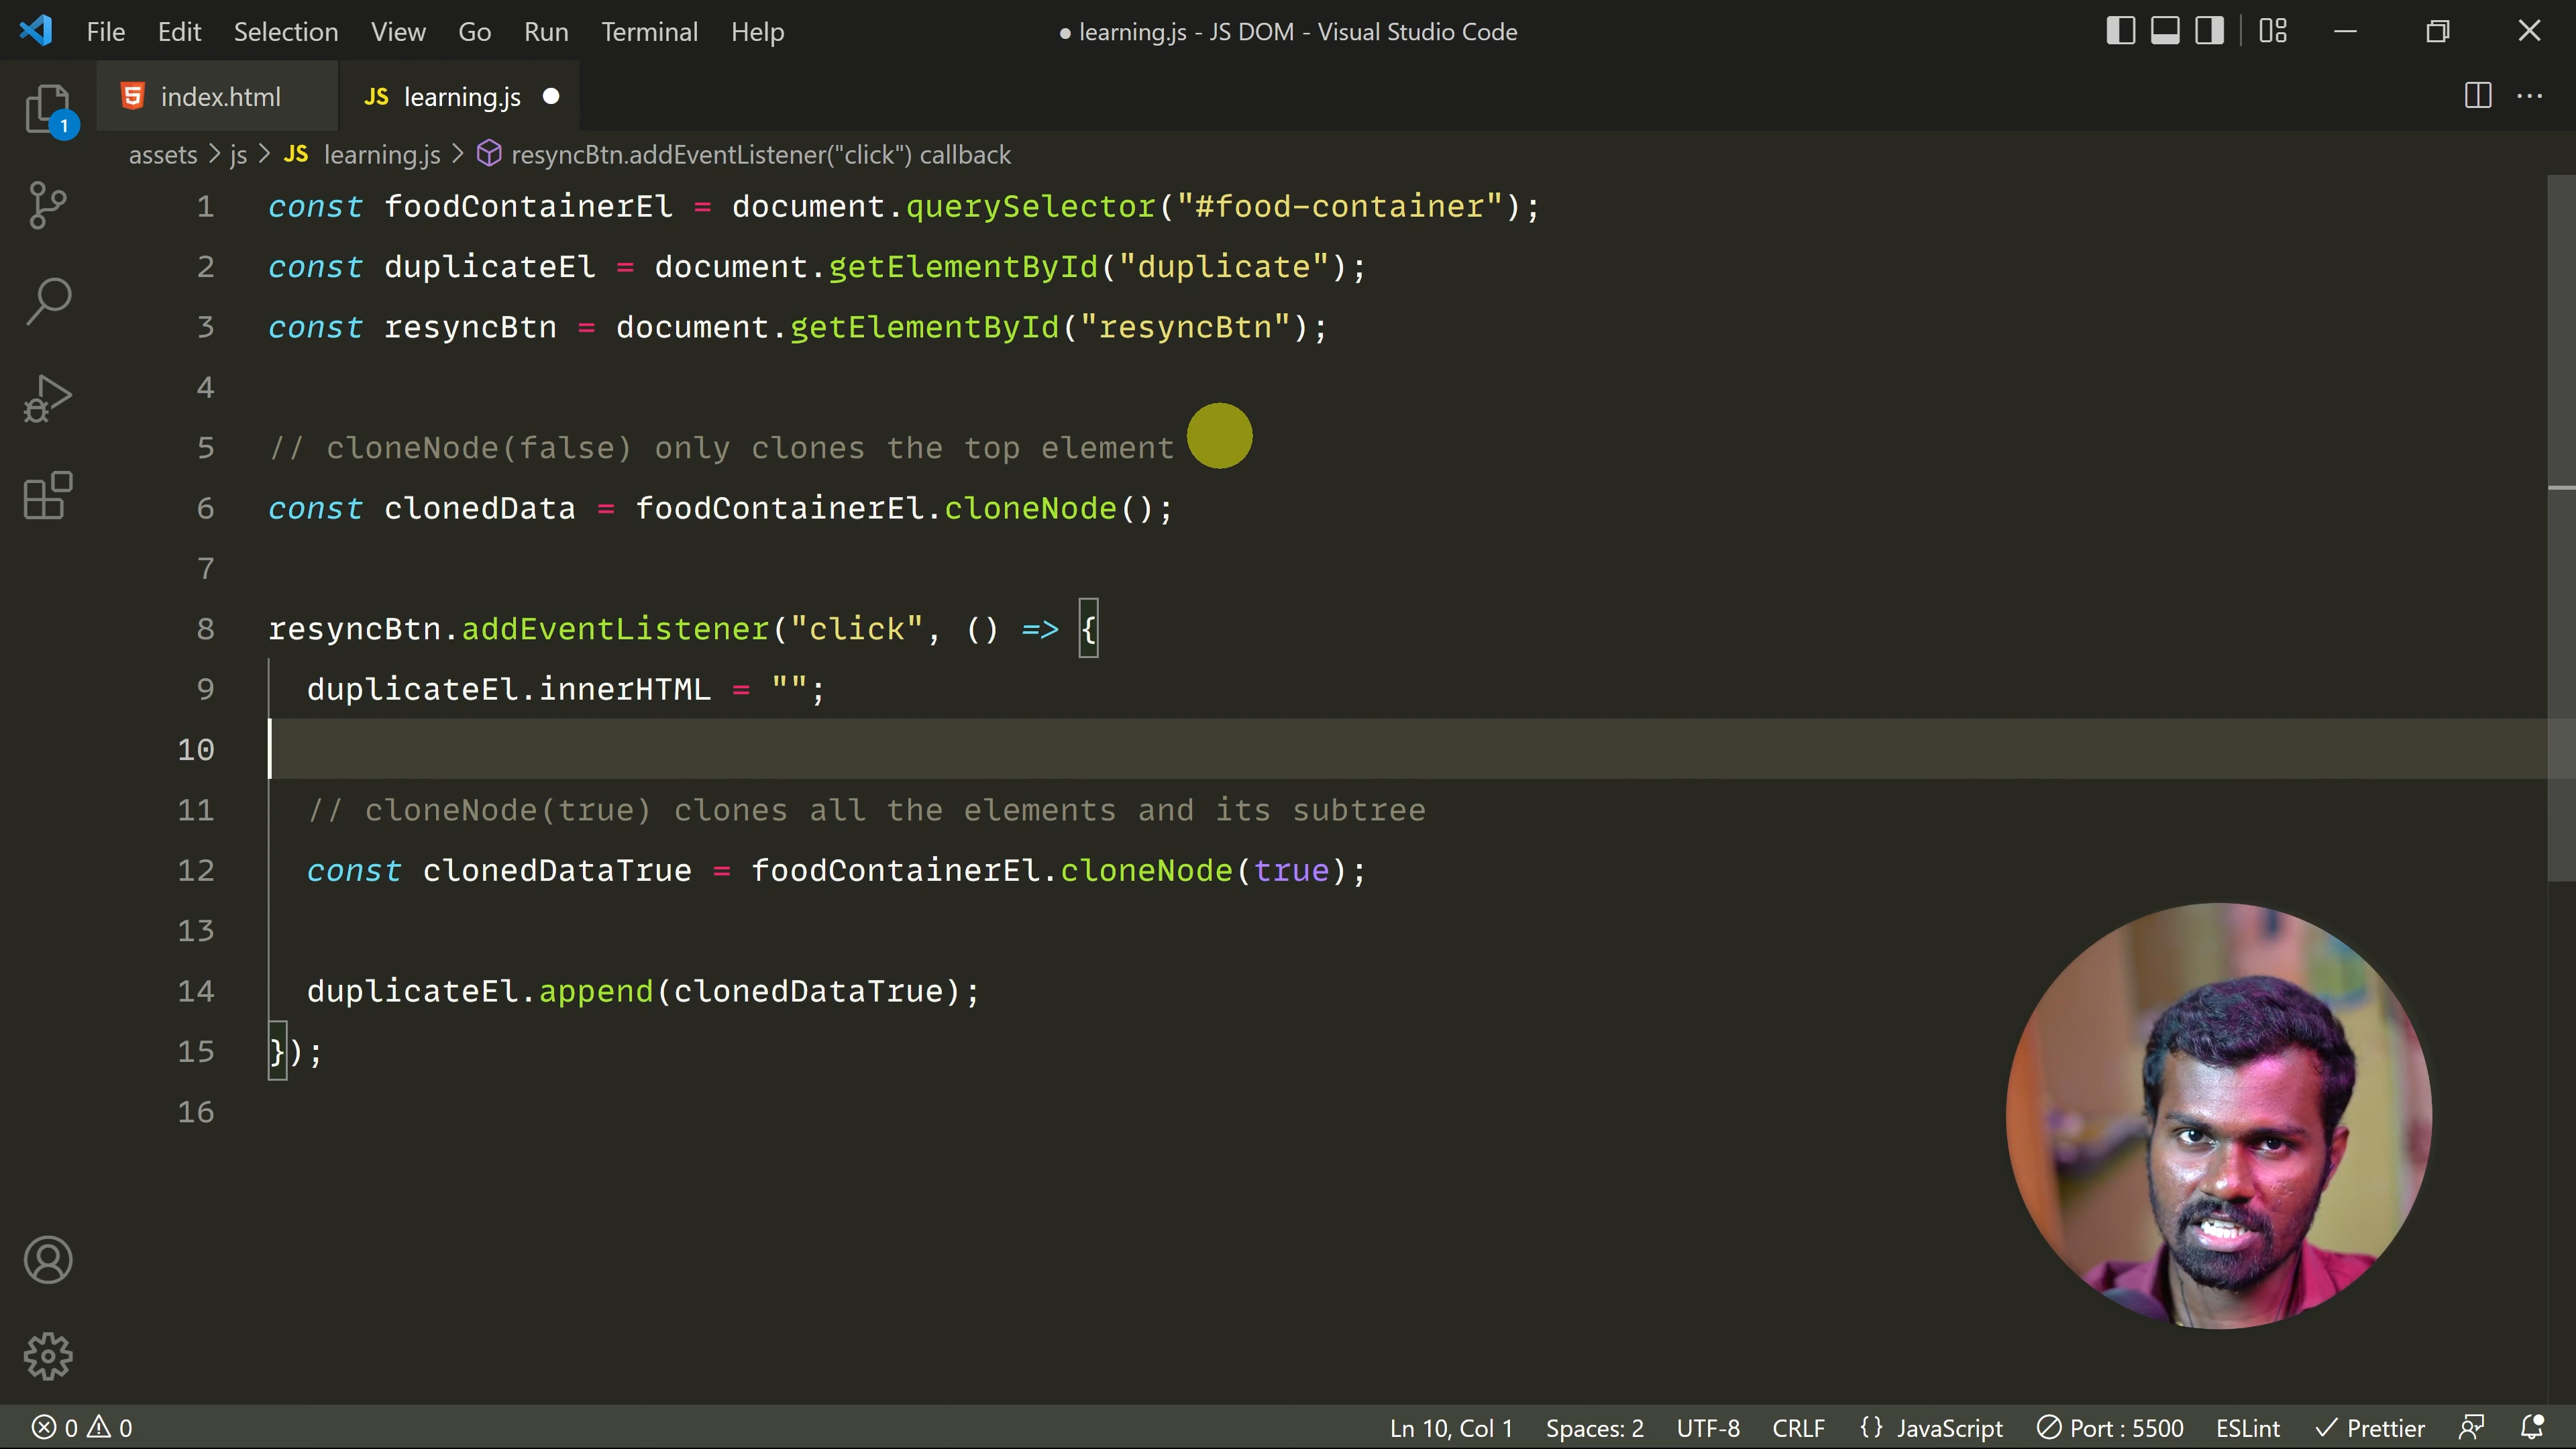 File Edit Selection View Go Run Terminal Help ● learning.js - JS DOM - Visual Studio Code
1
index.html JS learning.js ●
assets > js > JS learning.js > resyncBtn.addEventListener("click") callback
1 const foodContainerEl = document.querySelector("#food-container");
2 const duplicateEl = document.getElementById("duplicate");
3 const resyncBtn = document.getElementById("resyncBtn");
4
5 // cloneNode(false) only clones the top element
6 const clonedData = foodContainerEl.cloneNode();
7
8 resyncBtn.addEventListener("click", () => {
9 duplicateEl.innerHTML = "";
10
11 // cloneNode(true) clones all the elements and its subtree
12 const clonedDataTrue = foodContainerEl.cloneNode(true);
13
14 duplicateEl.append(clonedDataTrue);
15 });
16
0 0 Ln 10, Col 1 Spaces: 2 UTF-8 CRLF {} JavaScript Port : 5500 ESLint ✓ Prettier